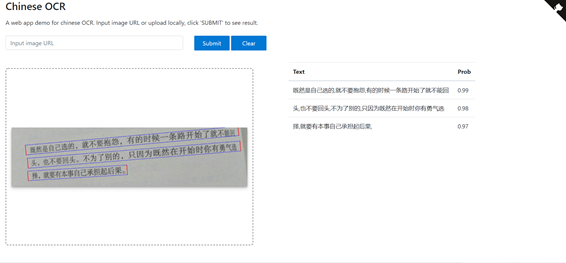 Chinese OCR
A web app demo for chinese OCR. Input image URL or upload locally, click 'SUBMIT' to see result.
Input image URL
Submit
Clear
Text Prob
既然是自己选的,就不要抱怨,有的时候一条路开始了就不能回 0.99
头,也不要回头,不为了别的,只因为既然在开始时你有勇气选 0.98
择,就要有本事自己承担起后果, 0.97
既然是自己选的，就不要抱怨，有的时候一条路开始了就不能回
头，也不要回头，不为了别的，只因为既然在开始时你有勇气选
择，就要有本事自己承担起后果。